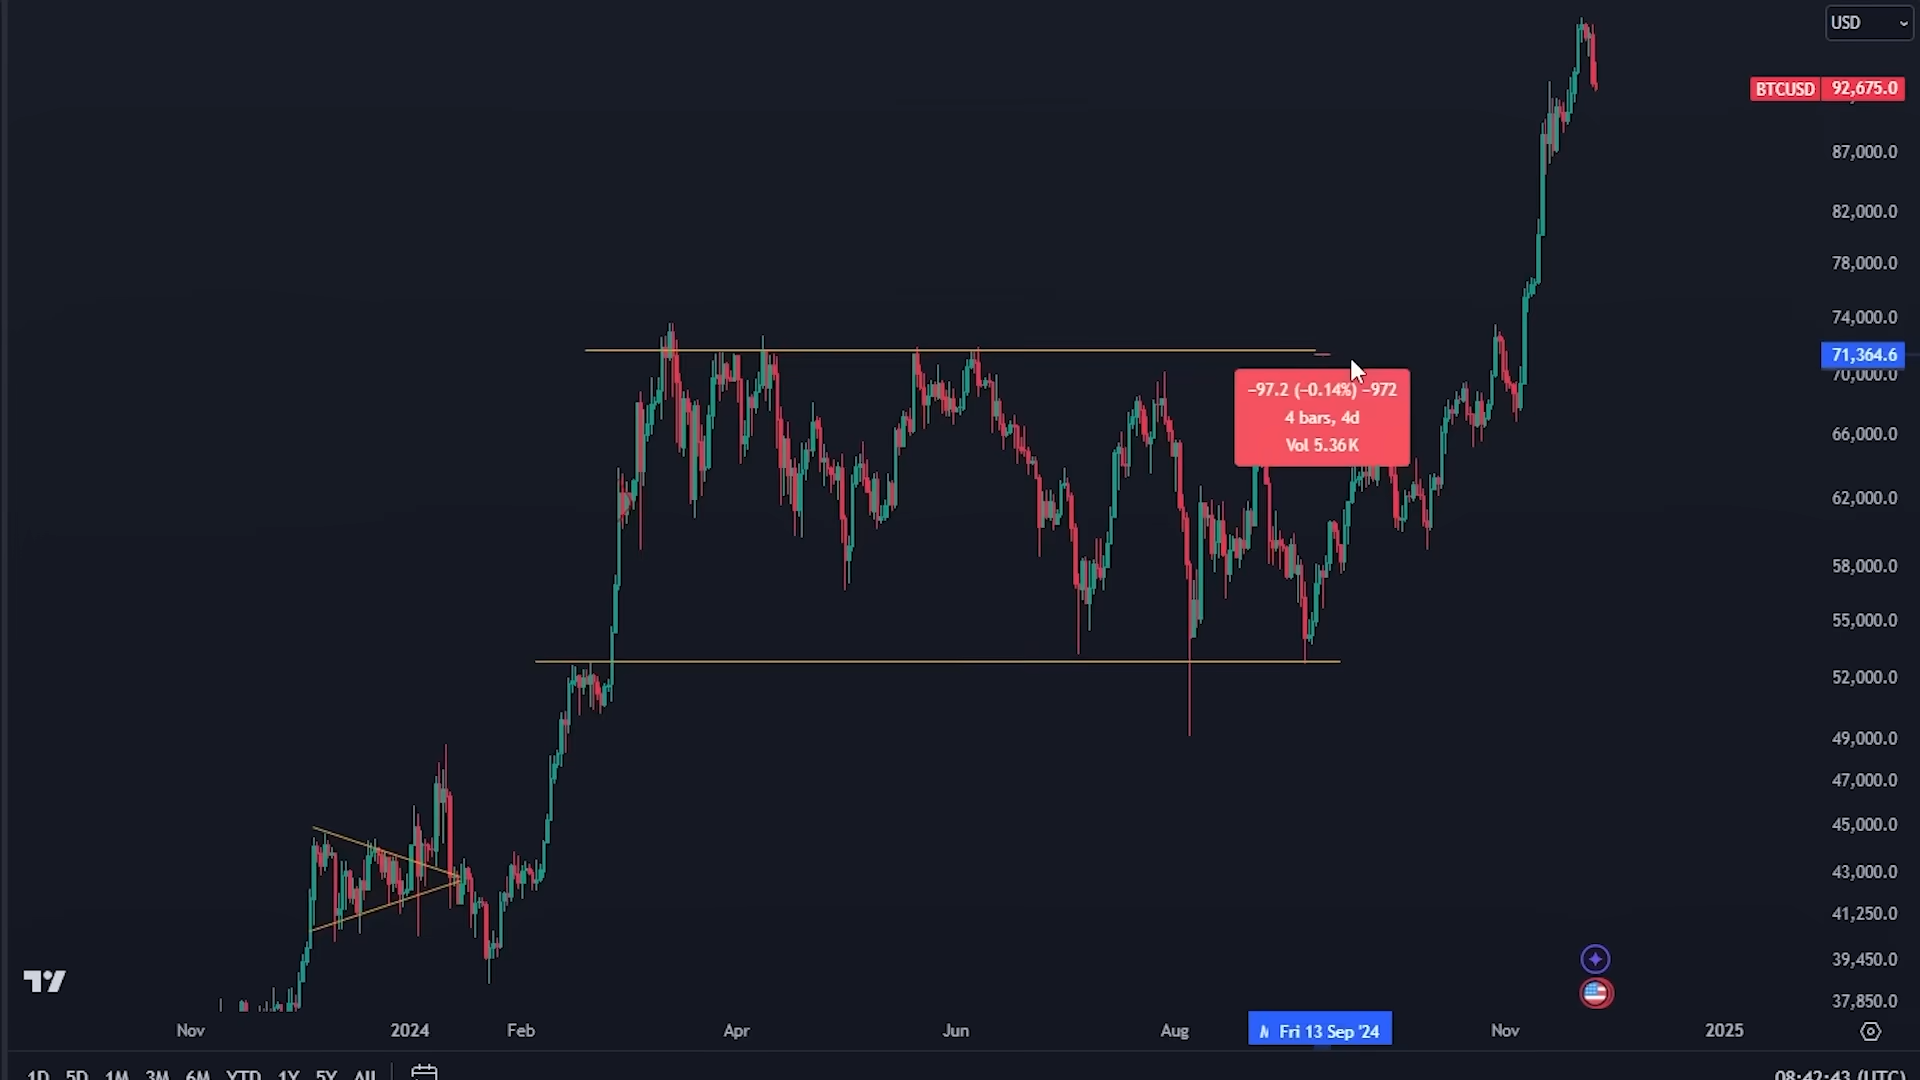 USD
BTCUSD 92,675.0
87,000.0
82,000.0
78,000.0
74,000.0
71,364.6
70,000.0
−97.2 (−0.14%) −972
4 bars, 4d
Vol 5.36K
66,000.0
62,000.0
58,000.0
55,000.0
52,000.0
49,000.0
47,000.0
45,000.0
43,000.0
41,250.0
39,450.0
37,850.0
Nov 2024 Feb Apr Jun Aug Fri 13 Sep '24 Nov 2025
1D 5D 1M 3M 6M YTD 1Y 5Y All
08:42:43 (UTC)